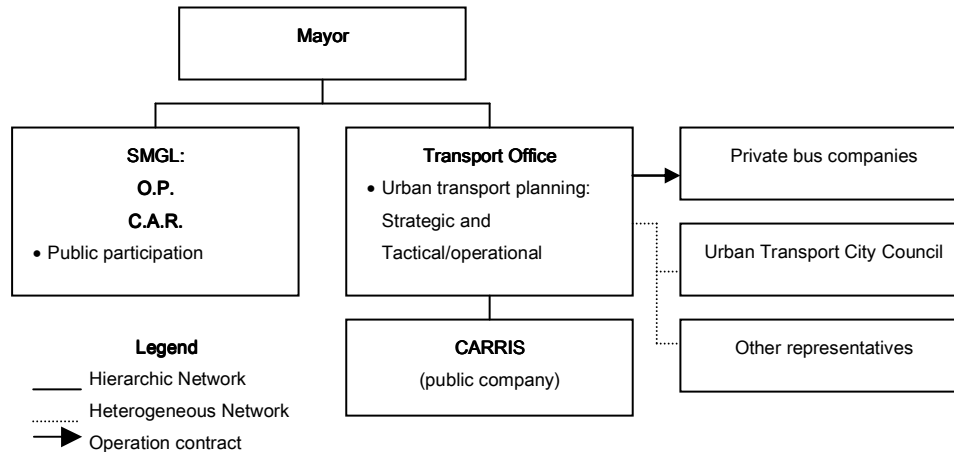 Mayor
SMGL:
O.P.
C.A.R.
• Public participation
Transport Office
• Urban transport planning:
Strategic and
Tactical/operational
Private bus companies
Urban Transport City Council
Other representatives
CARRIS
(public company)
Legend
Hierarchic Network
Heterogeneous Network
Operation contract